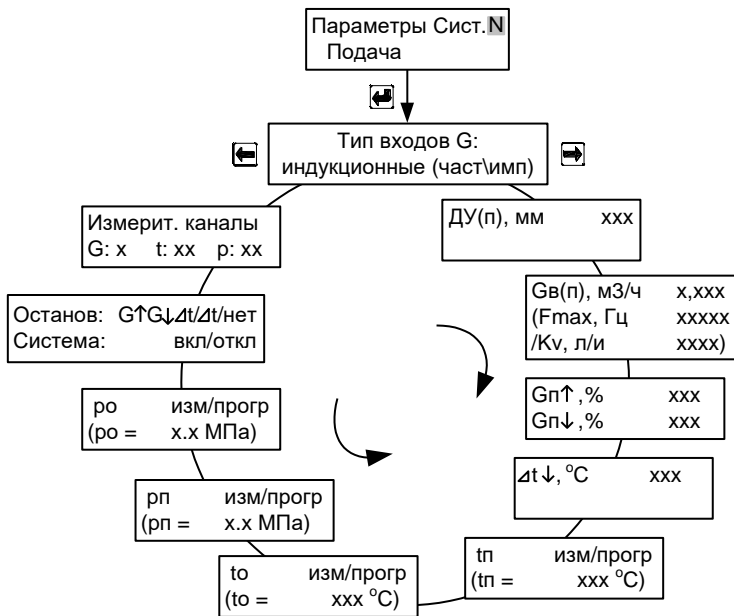 Параметры Сист.N
Подача
Тип входов G:
индукционные (част\имп)
ДУ(п), мм xxx
Gв(п), м3/ч x,xxx
(Fmax, Гц xxxxx
/Kv, л/и xxxx)
Gп↑,% xxx
Gп↓,% xxx
⊿t↓, °C xxx
tп изм/прогр
(tп = xxx °C)
to изм/прогр
(to = xxx °C)
рп изм/прогр
(рп = x.x МПа)
ро изм/прогр
(ро = x.x МПа)
Останов: G↑G↓⊿t/⊿t/нет
Система: вкл/откл
Измерит. каналы
G: x t: xx p: xx